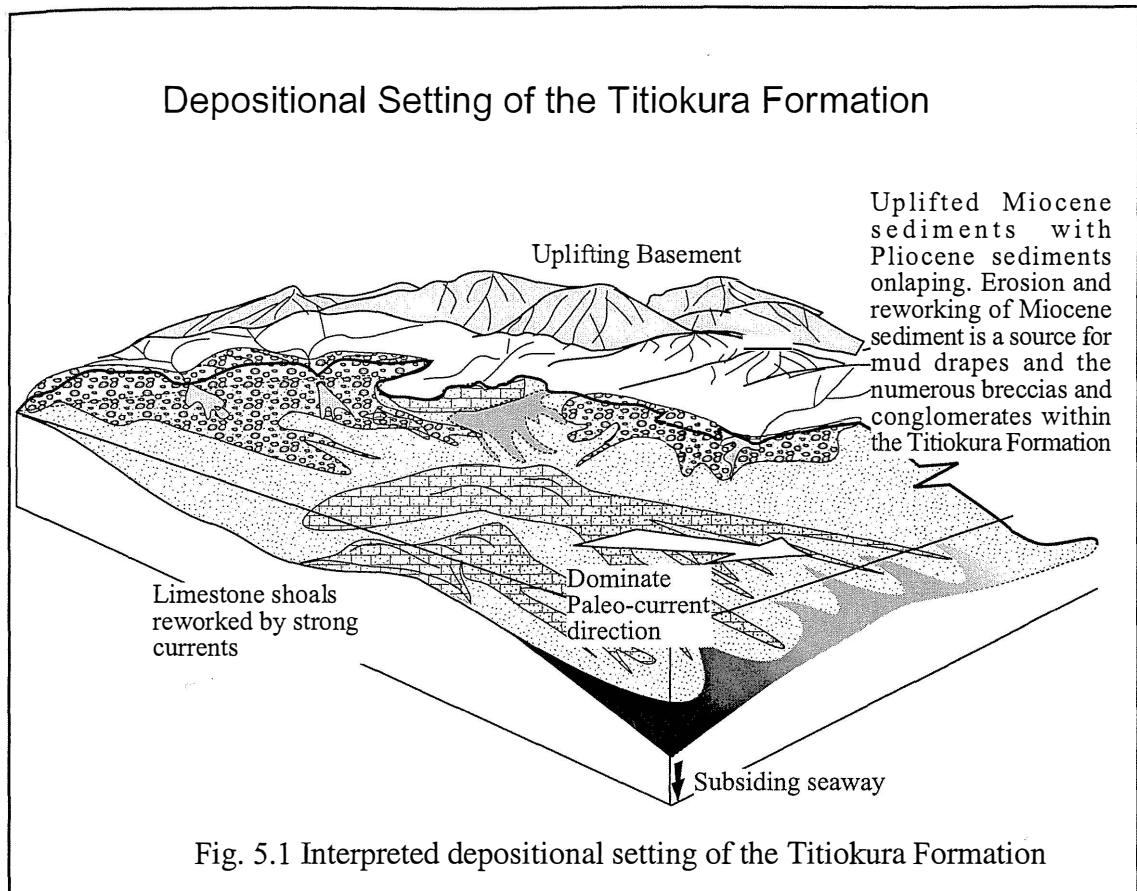 Depositional Setting of the Titiokura Formation
Uplifted Miocene
sediments with
Pliocene sediments
onlaping. Erosion and
reworking of Miocene
sediment is a source for
mud drapes and the
numerous breccias and
conglomerates within
the Titiokura Formation
Uplifting Basement
Limestone shoals
reworked by strong
currents
Dominate
Paleo-current
direction
Subsiding seaway
Fig. 5.1 Interpreted depositional setting of the Titiokura Formation